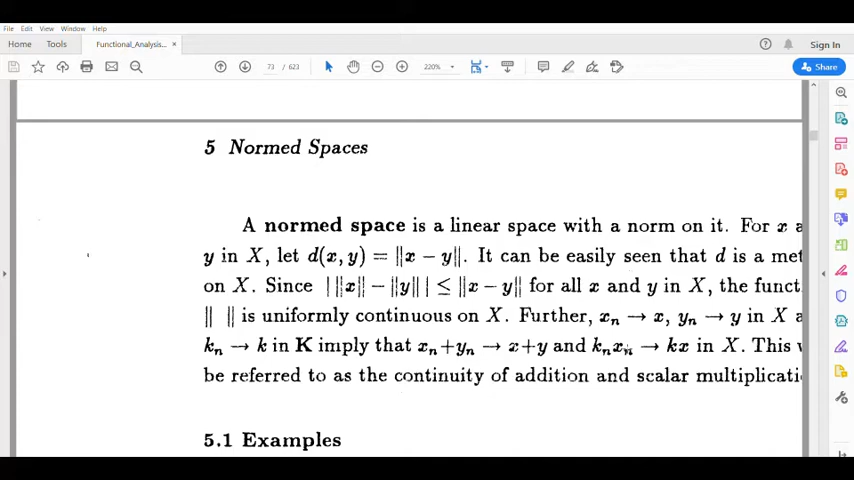 File Edit View Window Help
Home Tools Functional_Analysis... × Sign In
73 / 623 220% Share
5 Normed Spaces
A normed space is a linear space with a norm on it. For x a
y in X, let d(x, y) = ‖x − y‖. It can be easily seen that d is a met
on X. Since | ‖x‖ − ‖y‖ | ≤ ‖x − y‖ for all x and y in X, the functi
‖ ‖ is uniformly continuous on X. Further, xₙ → x, yₙ → y in X a
kₙ → k in K imply that xₙ+yₙ → x+y and kₙxₙ → kx in X. This
be referred to as the continuity of addition and scalar multiplicati
5.1 Examples